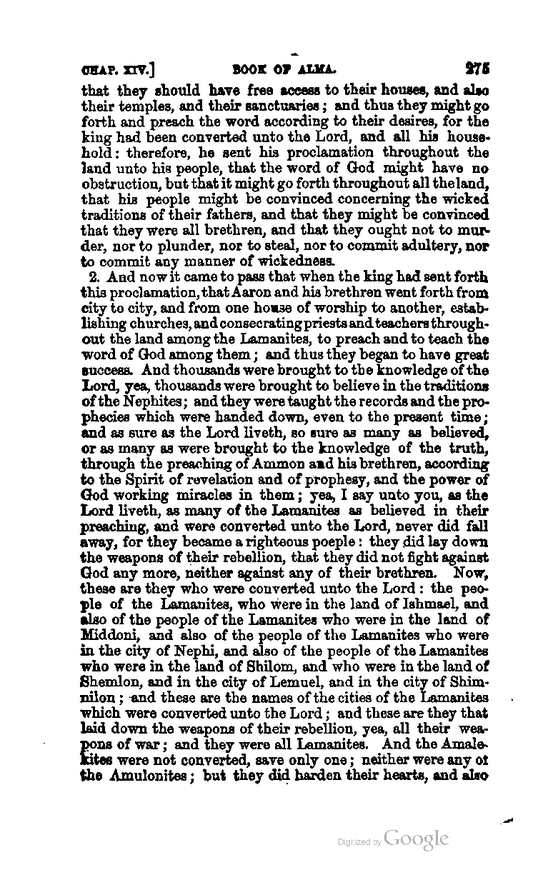 CHAP. XIV.] BOOK OF ALMA. 275
that they should have free access to their houses, and also
their temples, and their sanctuaries; and thus they might go
forth and preach the word according to their desires, for the
king had been converted unto the Lord, and all his house-
hold: therefore, he sent his proclamation throughout the
land unto his people, that the word of God might have no
obstruction, but that it might go forth throughout all the land,
that his people might be convinced concerning the wicked
traditions of their fathers, and that they might be convinced
that they were all brethren, and that they ought not to mur-
der, nor to plunder, nor to steal, nor to commit adultery, nor
to commit any manner of wickedness.
2. And now it came to pass that when the king had sent forth
this proclamation, that Aaron and his brethren went forth from
city to city, and from one house of worship to another, estab-
lishing churches, and consecrating priests and teachers through-
out the land among the Lamanites, to preach and to teach the
word of God among them; and thus they began to have great
success. And thousands were brought to the knowledge of the
Lord, yea, thousands were brought to believe in the traditions
of the Nephites; and they were taught the records and the pro-
phecies which were handed down, even to the present time;
and as sure as the Lord liveth, so sure as many as believed,
or as many as were brought to the knowledge of the truth,
through the preaching of Ammon and his brethren, according
to the Spirit of revelation and of prophesy, and the power of
God working miracles in them; yea, I say unto you, as the
Lord liveth, as many of the Lamanites as believed in their
preaching, and were converted unto the Lord, never did fall
away, for they became a righteous poeple: they did lay down
the weapons of their rebellion, that they did not fight against
God any more, neither against any of their brethren. Now,
these are they who were converted unto the Lord: the peo-
ple of the Lamanites, who were in the land of Ishmael, and
also of the people of the Lamanites who were in the land of
Middoni, and also of the people of the Lamanites who were
in the city of Nephi, and also of the people of the Lamanites
who were in the land of Shilom, and who were in the land of
Shemlon, and in the city of Lemuel, and in the city of Shim-
nilon; and these are the names of the cities of the Lamanites
which were converted unto the Lord; and these are they that
laid down the weapons of their rebellion, yea, all their wea-
pons of war; and they were all Lamanites. And the Amale-
kites were not converted, save only one; neither were any of
the Amulonites; but they did harden their hearts, and also
Digitized by Google